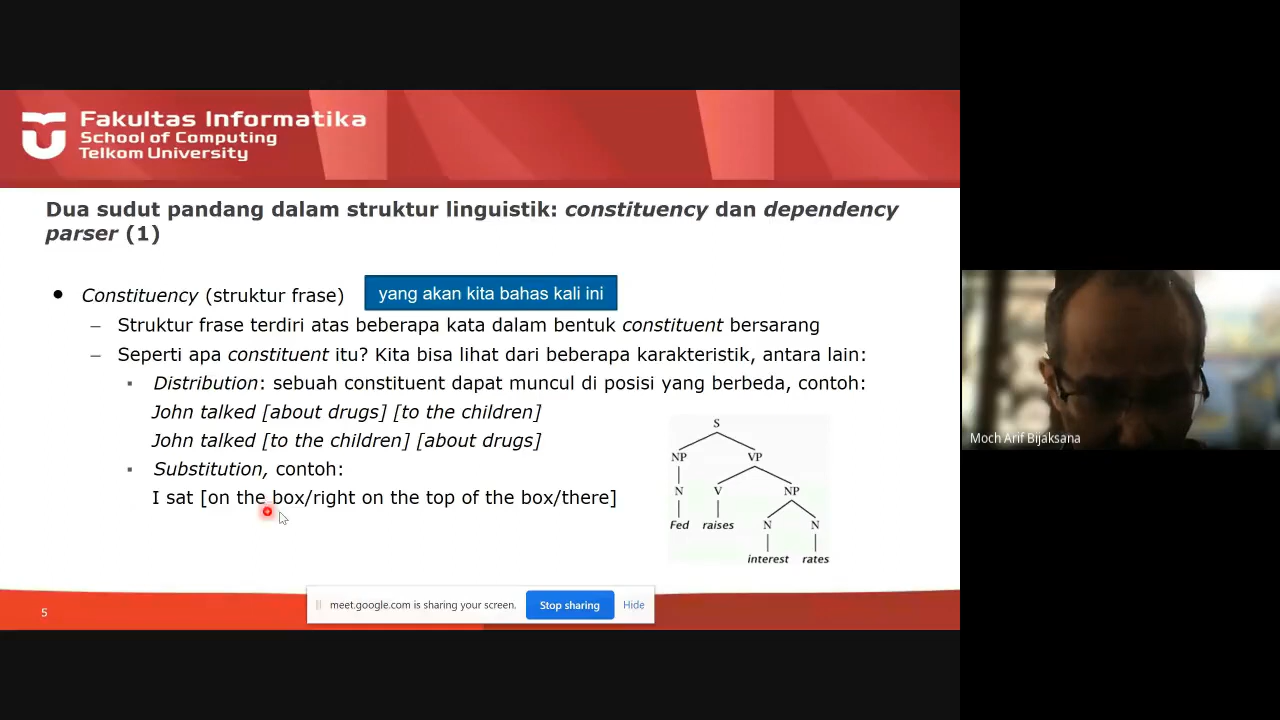 Fakultas Informatika
School of Computing
Telkom University
Dua sudut pandang dalam struktur linguistik: constituency dan dependency
parser (1)
• Constituency (struktur frase)
yang akan kita bahas kali ini
– Struktur frase terdiri atas beberapa kata dalam bentuk constituent bersarang
– Seperti apa constituent itu? Kita bisa lihat dari beberapa karakteristik, antara lain:
▪ Distribution: sebuah constituent dapat muncul di posisi yang berbeda, contoh:
John talked [about drugs] [to the children]
John talked [to the children] [about drugs]
▪ Substitution, contoh:
I sat [on the box/right on the top of the box/there]
S
NP VP
N V NP
Fed raises N N
interest rates
Moch Arif Bijaksana
5
meet.google.com is sharing your screen.
Stop sharing
Hide